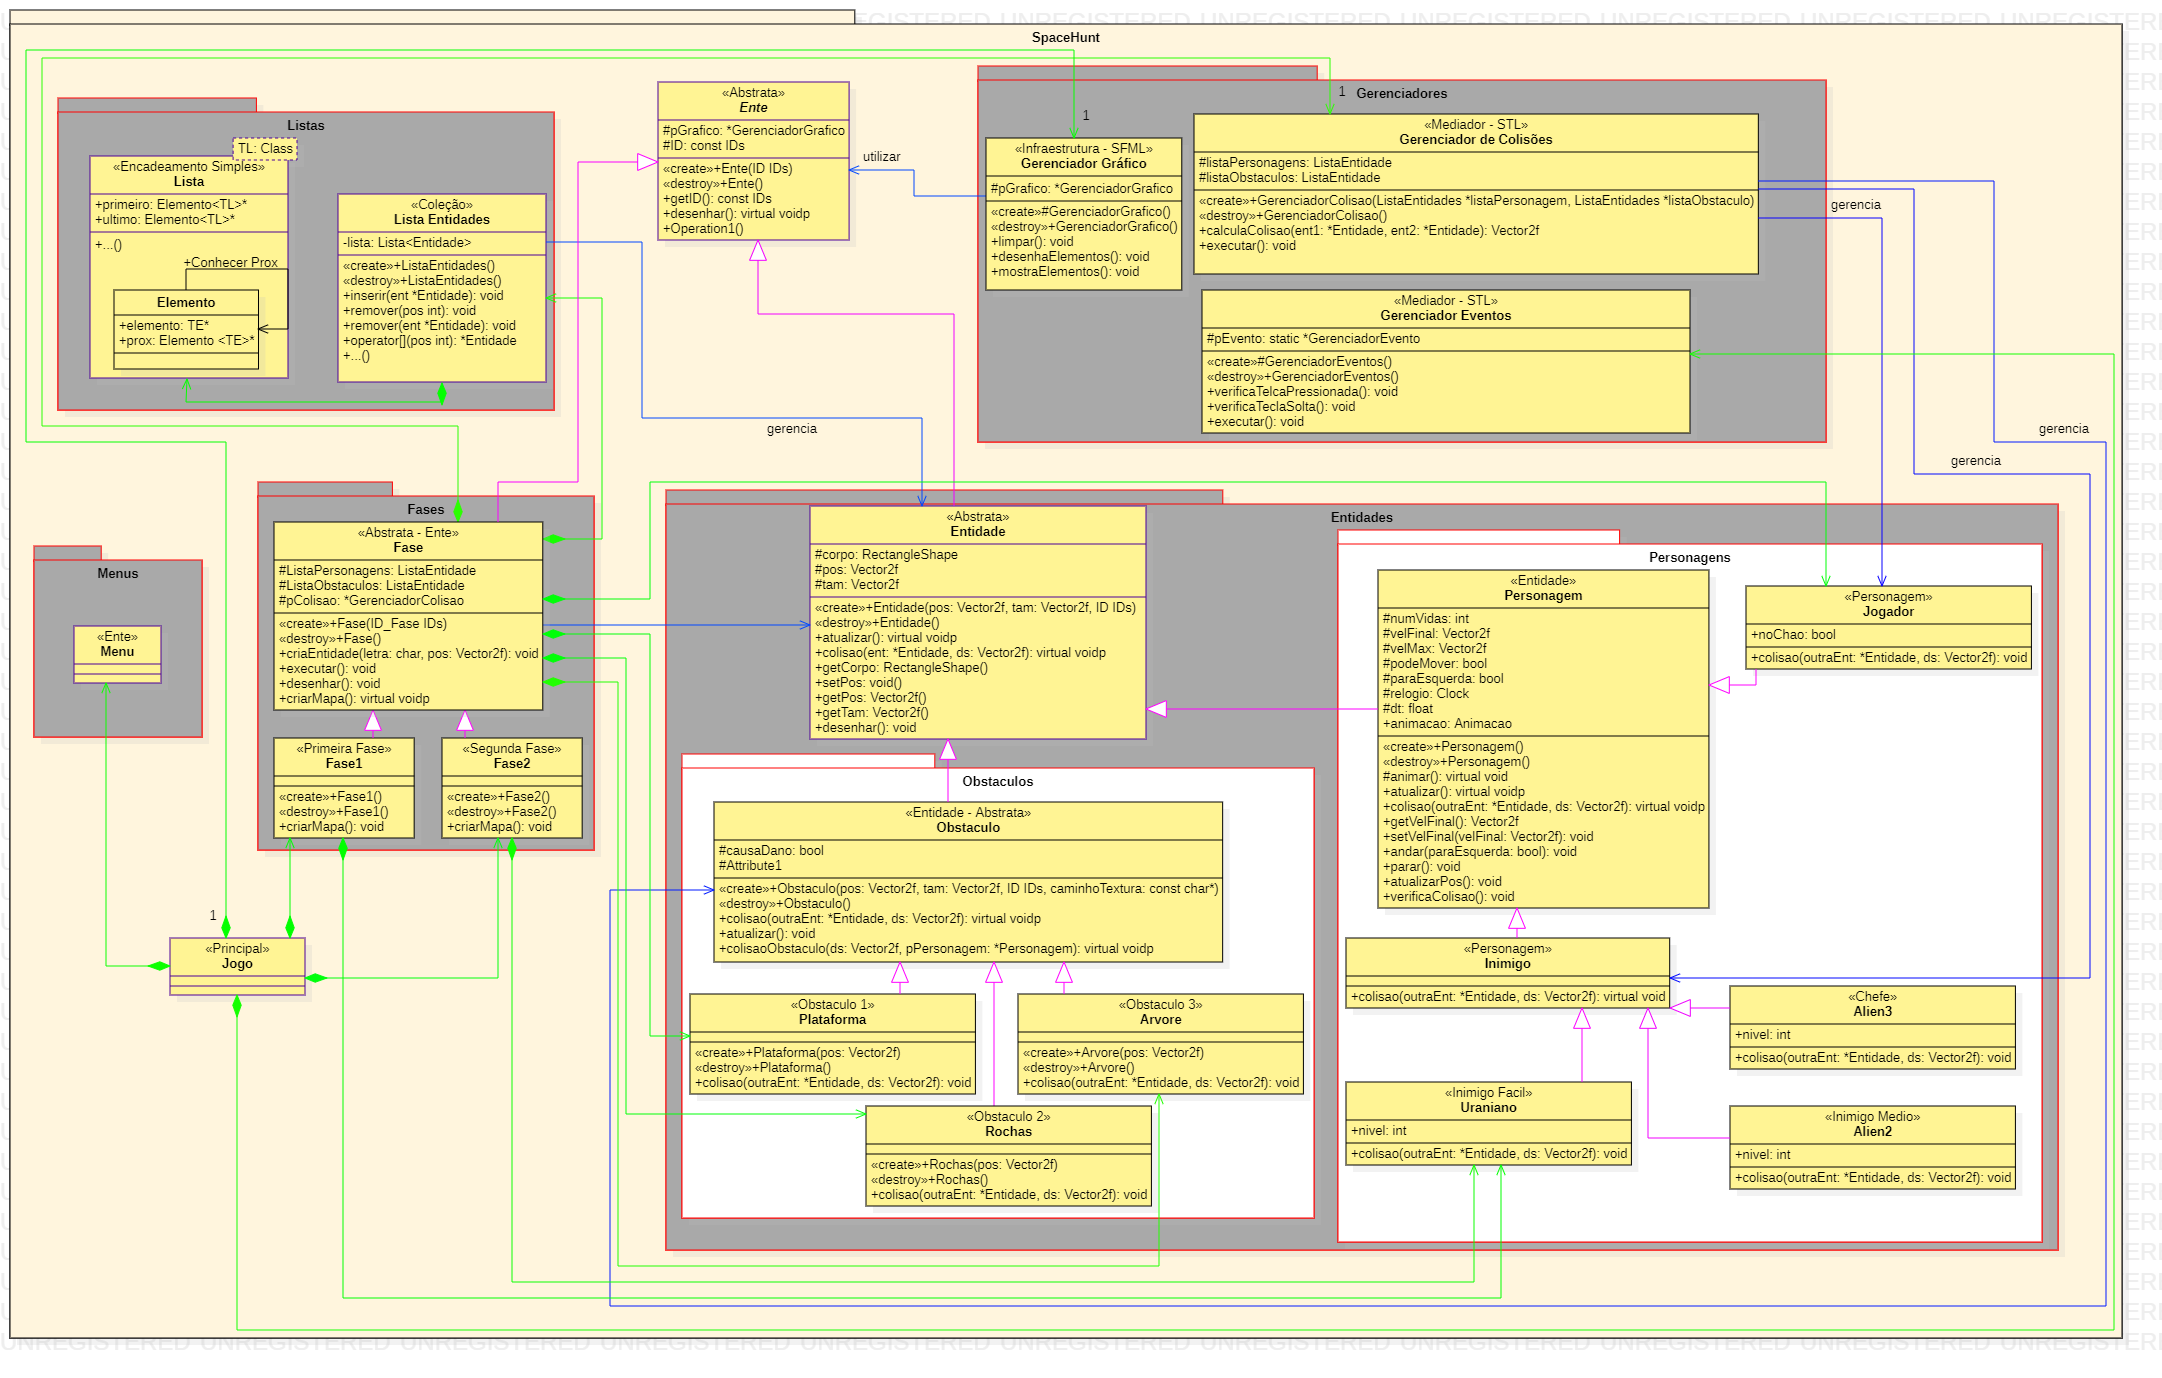 SpaceHunt
Listas
TL: Class
«Encadeamento Simples»
Lista
+primeiro: Elemento<TL>*
+ultimo: Elemento<TL>*
+...()
+Conhecer Prox
Elemento
+elemento: TE*
+prox: Elemento <TE>*
«Coleção»
Lista Entidades
-lista: Lista<Entidade>
«create»+ListaEntidades()
«destroy»+ListaEntidades()
+inserir(ent *Entidade): void
+remover(pos int): void
+remover(ent *Entidade): void
+operator[](pos int): *Entidade
+...()
«Abstrata»
Ente
#pGrafico: *GerenciadorGrafico
#ID: const IDs
«create»+Ente(ID IDs)
«destroy»+Ente()
+getID(): const IDs
+desenhar(): virtual voidp
+Operation1()
utilizar
Gerenciadores
1
1
«Infraestrutura - SFML»
Gerenciador Gráfico
#pGrafico: *GerenciadorGrafico
«create»#GerenciadorGrafico()
«destroy»+GerenciadorGrafico()
+limpar(): void
+desenhaElementos(): void
+mostraElementos(): void
«Mediador - STL»
Gerenciador de Colisões
#listaPersonagens: ListaEntidade
#listaObstaculos: ListaEntidade
«create»+GerenciadorColisao(ListaEntidades *listaPersonagem, ListaEntidades *listaObstaculo)
«destroy»+GerenciadorColisao()
+calculaColisao(ent1: *Entidade, ent2: *Entidade): Vector2f
+executar(): void
«Mediador - STL»
Gerenciador Eventos
#pEvento: static *GerenciadorEvento
«create»#GerenciadorEventos()
«destroy»+GerenciadorEventos()
+verificaTelcaPressionada(): void
+verificaTeclaSolta(): void
+executar(): void
gerencia
gerencia
gerencia
gerencia
Menus
«Ente»
Menu
Fases
«Abstrata - Ente»
Fase
#ListaPersonagens: ListaEntidade
#ListaObstaculos: ListaEntidade
#pColisao: *GerenciadorColisao
«create»+Fase(ID_Fase IDs)
«destroy»+Fase()
+criaEntidade(letra: char, pos: Vector2f): void
+executar(): void
+desenhar(): void
+criarMapa(): virtual voidp
«Primeira Fase»
Fase1
«create»+Fase1()
«destroy»+Fase1()
+criarMapa(): void
«Segunda Fase»
Fase2
«create»+Fase2()
«destroy»+Fase2()
+criarMapa(): void
1
«Principal»
Jogo
Entidades
«Abstrata»
Entidade
#corpo: RectangleShape
#pos: Vector2f
#tam: Vector2f
«create»+Entidade(pos: Vector2f, tam: Vector2f, ID IDs)
«destroy»+Entidade()
+atualizar(): virtual voidp
+colisao(ent: *Entidade, ds: Vector2f): virtual voidp
+getCorpo: RectangleShape()
+setPos: void()
+getPos: Vector2f()
+getTam: Vector2f()
+desenhar(): void
Obstaculos
«Entidade - Abstrata»
Obstaculo
#causaDano: bool
#Attribute1
«create»+Obstaculo(pos: Vector2f, tam: Vector2f, ID IDs, caminhoTextura: const char*)
«destroy»+Obstaculo()
+colisao(outraEnt: *Entidade, ds: Vector2f): virtual voidp
+atualizar(): void
+colisaoObstaculo(ds: Vector2f, pPersonagem: *Personagem): virtual voidp
«Obstaculo 1»
Plataforma
«create»+Plataforma(pos: Vector2f)
«destroy»+Plataforma()
+colisao(outraEnt: *Entidade, ds: Vector2f): void
«Obstaculo 3»
Arvore
«create»+Arvore(pos: Vector2f)
«destroy»+Arvore()
+colisao(outraEnt: *Entidade, ds: Vector2f): void
«Obstaculo 2»
Rochas
«create»+Rochas(pos: Vector2f)
«destroy»+Rochas()
+colisao(outraEnt: *Entidade, ds: Vector2f): void
Personagens
«Entidade»
Personagem
#numVidas: int
#velFinal: Vector2f
#velMax: Vector2f
#podeMover: bool
#paraEsquerda: bool
#relogio: Clock
#dt: float
+animacao: Animacao
«create»+Personagem()
«destroy»+Personagem()
#animar(): virtual void
+atualizar(): virtual voidp
+colisao(outraEnt: *Entidade, ds: Vector2f): virtual voidp
+getVelFinal(): Vector2f
+setVelFinal(velFinal: Vector2f): void
+andar(paraEsquerda: bool): void
+parar(): void
+atualizarPos(): void
+verificaColisao(): void
«Personagem»
Jogador
+noChao: bool
+colisao(outraEnt: *Entidade, ds: Vector2f): void
«Personagem»
Inimigo
+colisao(outraEnt: *Entidade, ds: Vector2f): virtual void
«Chefe»
Alien3
+nivel: int
+colisao(outraEnt: *Entidade, ds: Vector2f): void
«Inimigo Facil»
Uraniano
+nivel: int
+colisao(outraEnt: *Entidade, ds: Vector2f): void
«Inimigo Medio»
Alien2
+nivel: int
+colisao(outraEnt: *Entidade, ds: Vector2f): void
UNREGISTERED UNREGISTERED UNREGISTERED UNREGISTERED UNREGISTERED UNREGISTERED UNREGISTERED UNREGISTERED UNREGISTERED UNREGISTERED